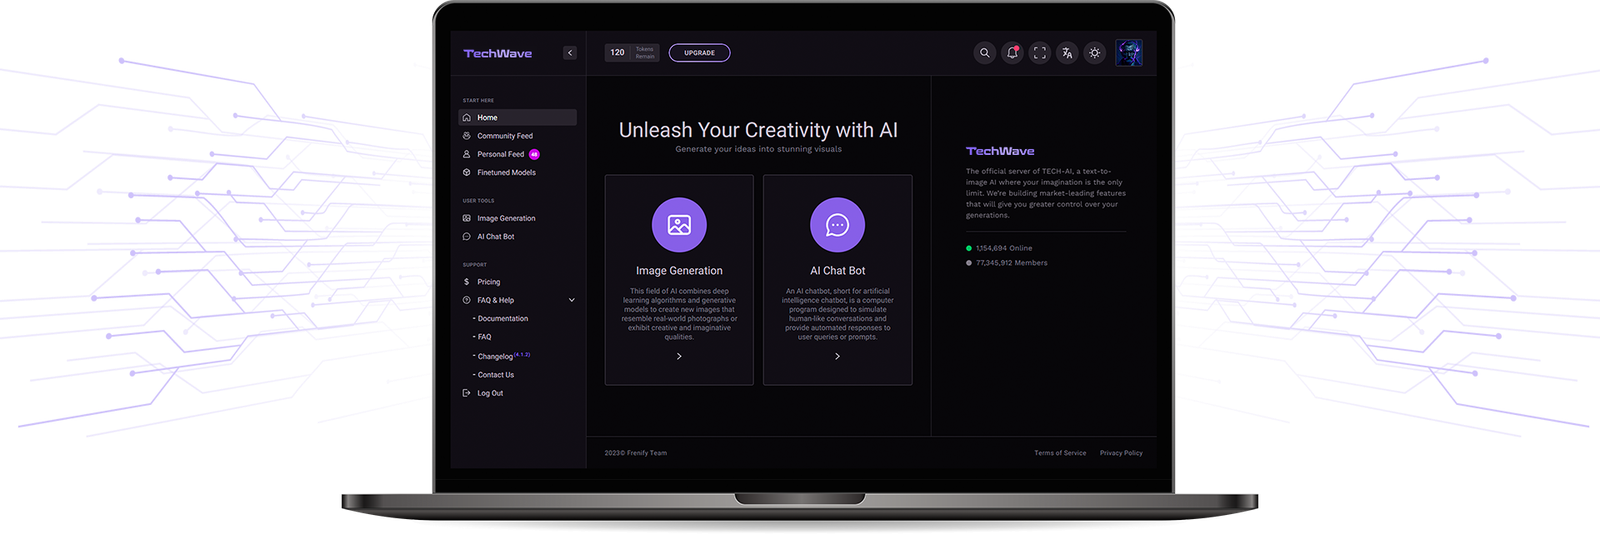 TechWave
120
Tokens
Remain
UPGRADE
START HERE
Home
Community Feed
Personal Feed 48
Finetuned Models
USER TOOLS
Image Generation
AI Chat Bot
SUPPORT
$ Pricing
FAQ & Help
- Documentation
- FAQ
- Changelog (4.1.3)
- Contact Us
Log Out
Unleash Your Creativity with AI
Generate your ideas into stunning visuals
Image Generation
This field of AI combines deep
learning algorithms and generative
models to create new images that
resemble real-world photographs or
exhibit creative and imaginative
qualities.
AI Chat Bot
An AI chatbot, short for artificial
intelligence chatbot, is a computer
program designed to simulate
human-like conversations and
provide automated responses to
user queries or prompts.
TechWave
The official server of TECH-AI, a text-to-
image AI where your imagination is the only
limit. We're building market-leading features
that will give you greater control over your
generations.
1,154,694 Online
77,345,912 Members
2023© Frenify Team
Terms of Service
Privacy Policy